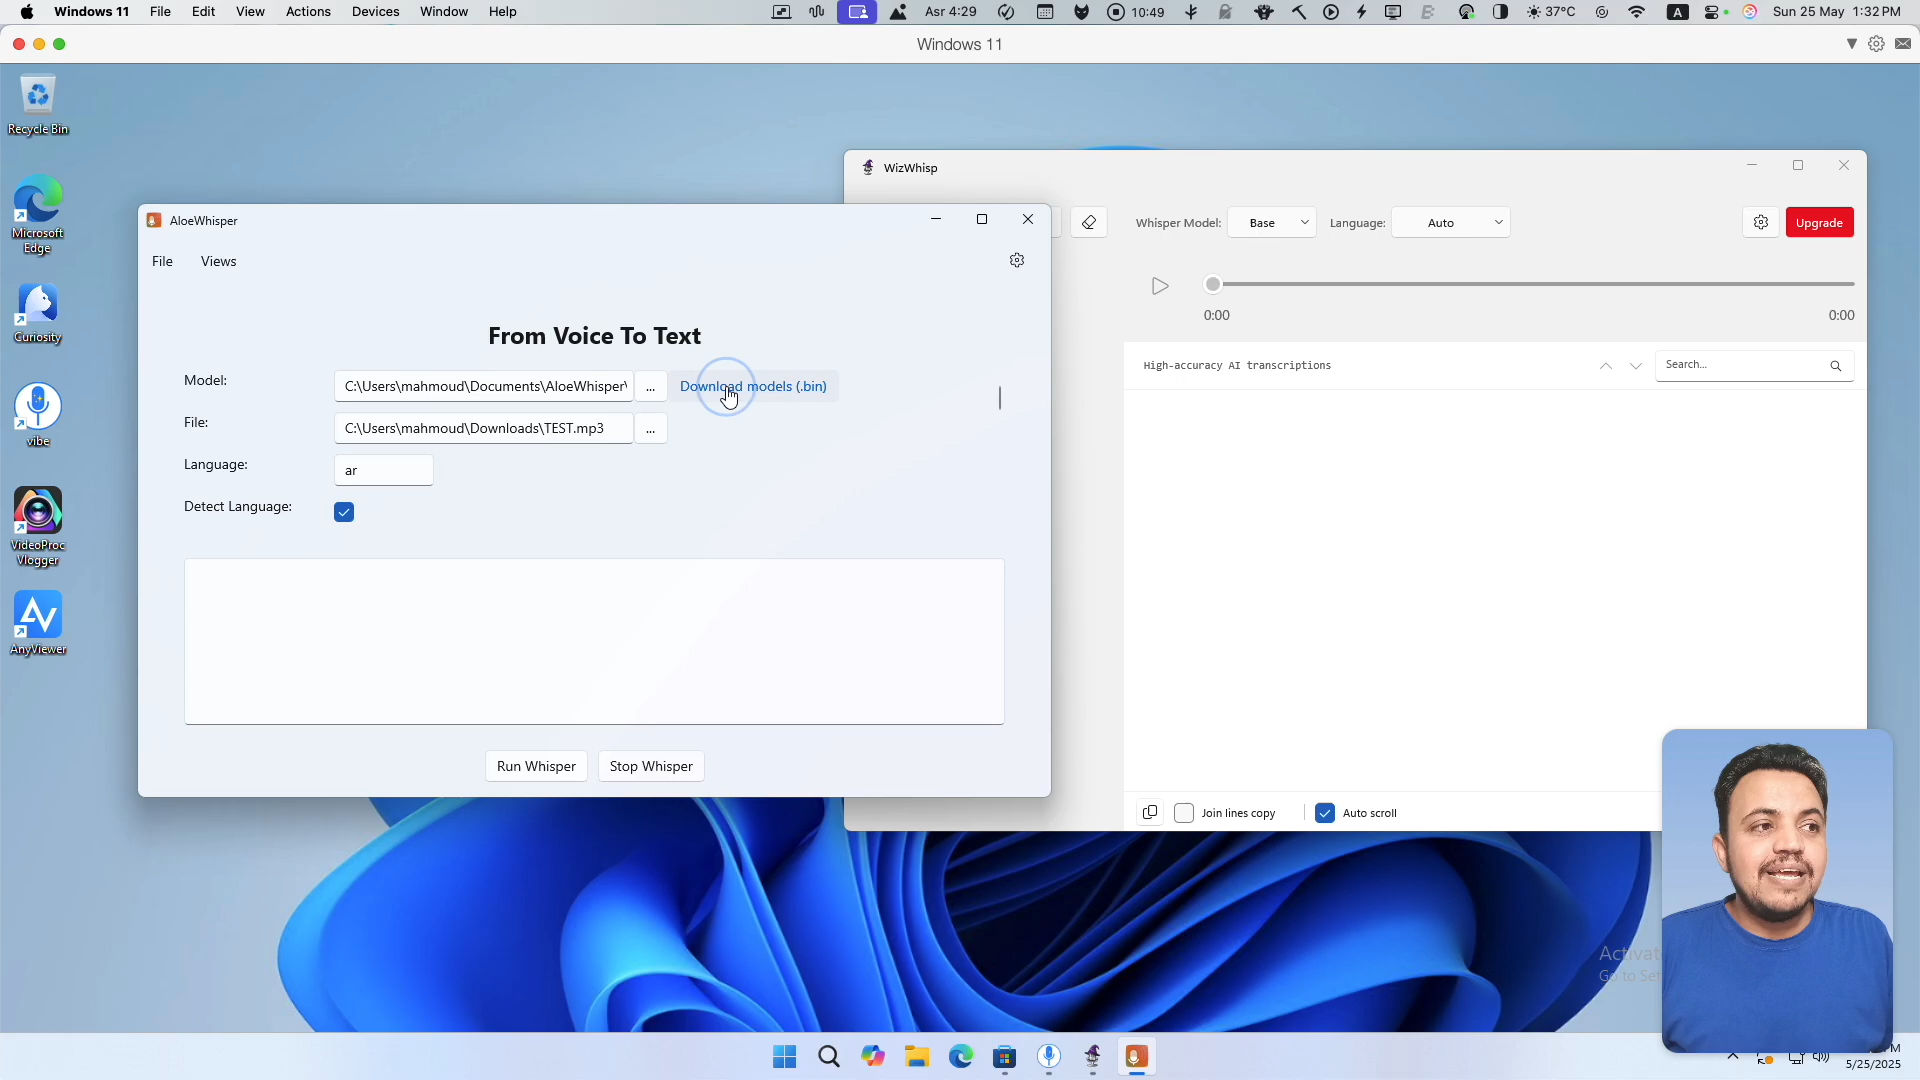 Windows 11 File Edit View Actions Devices Window Help Asr 4:29 10:49 37°C A Sun 25 May 1:32 PM
Windows 11
Recycle Bin
Microsoft
Edge
Curiosity
vibe
VideoProc
Vlogger
AnyViewer
WizWhisp
Whisper Model: Base Language: Auto Upgrade
0:00 0:00
High-accuracy AI transcriptions Search...
Join lines copy Auto scroll
AloeWhisper
File Views
From Voice To Text
Model: C:\Users\mahmoud\Documents\AloeWhisper\ ... Download models (.bin)
File: C:\Users\mahmoud\Downloads\TEST.mp3 ...
Language: ar
Detect Language:
Run Whisper Stop Whisper
Go to
5/25/2025